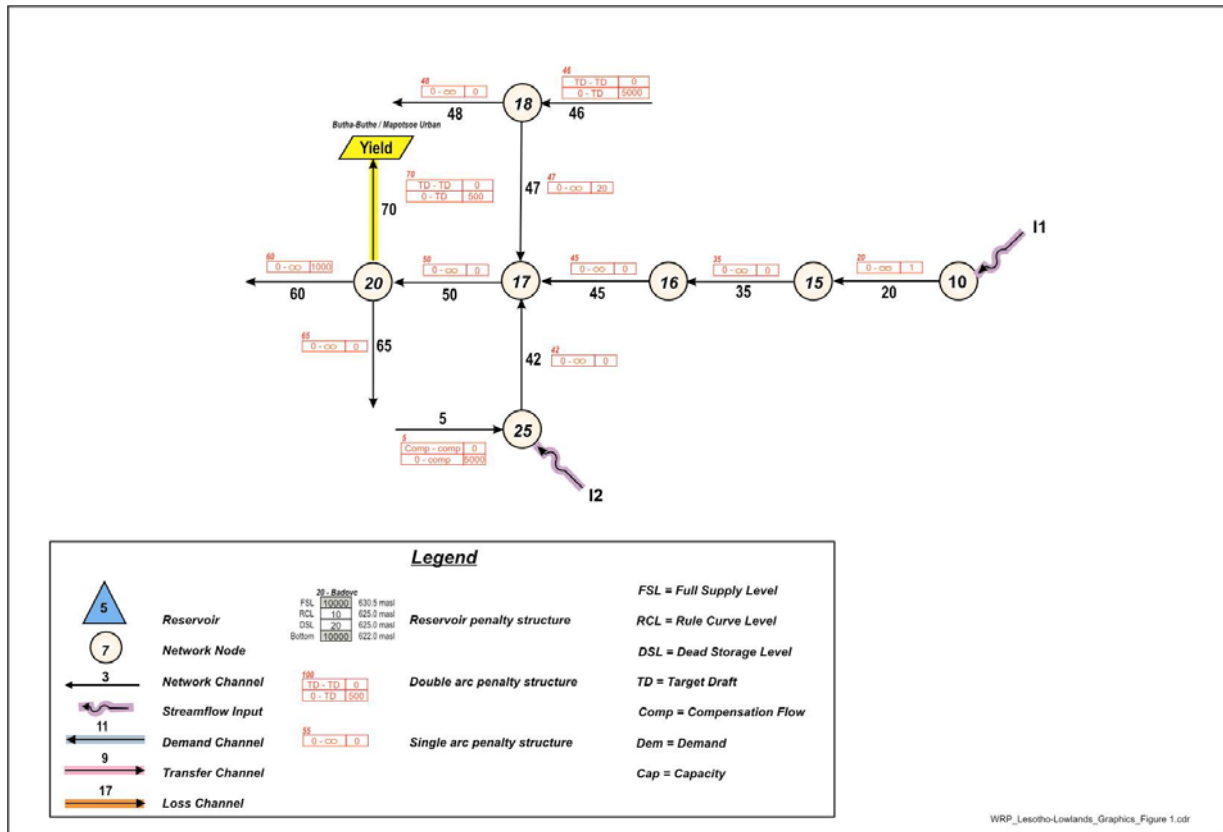 48
0 - ∞ 0
48
18
46
TD - TD 0
0 - TD 5000
46
Butha-Buthe / Mapotsoe Urban
Yield
70
TD - TD 0
0 - TD 500
70
47
47
0 - ∞ 20
I1
60
0 - ∞ 1000
60
20
50
0 - ∞ 0
50
17
45
0 - ∞ 0
45
16
35
0 - ∞ 0
35
15
20
0 - ∞ 1
20
10
65
0 - ∞ 0
65
42
42
0 - ∞ 0
5
5
Comp - comp 0
0 - comp 5000
25
I2
Legend
5
Reservoir
7
Network Node
3
Network Channel
Streamflow Input
11
Demand Channel
9
Transfer Channel
17
Loss Channel
20 - Badove
FSL 10000 630.5 masl
RCL 10 625.0 masl
DSL 20 625.0 masl
Bottom 10000 622.0 masl
Reservoir penalty structure
100
TD - TD 0
0 - TD 500
Double arc penalty structure
55
0 - ∞ 0
Single arc penalty structure
FSL = Full Supply Level
RCL = Rule Curve Level
DSL = Dead Storage Level
TD = Target Draft
Comp = Compensation Flow
Dem = Demand
Cap = Capacity
WRP_Lesotho-Lowlands_Graphics_Figure 1.cdr